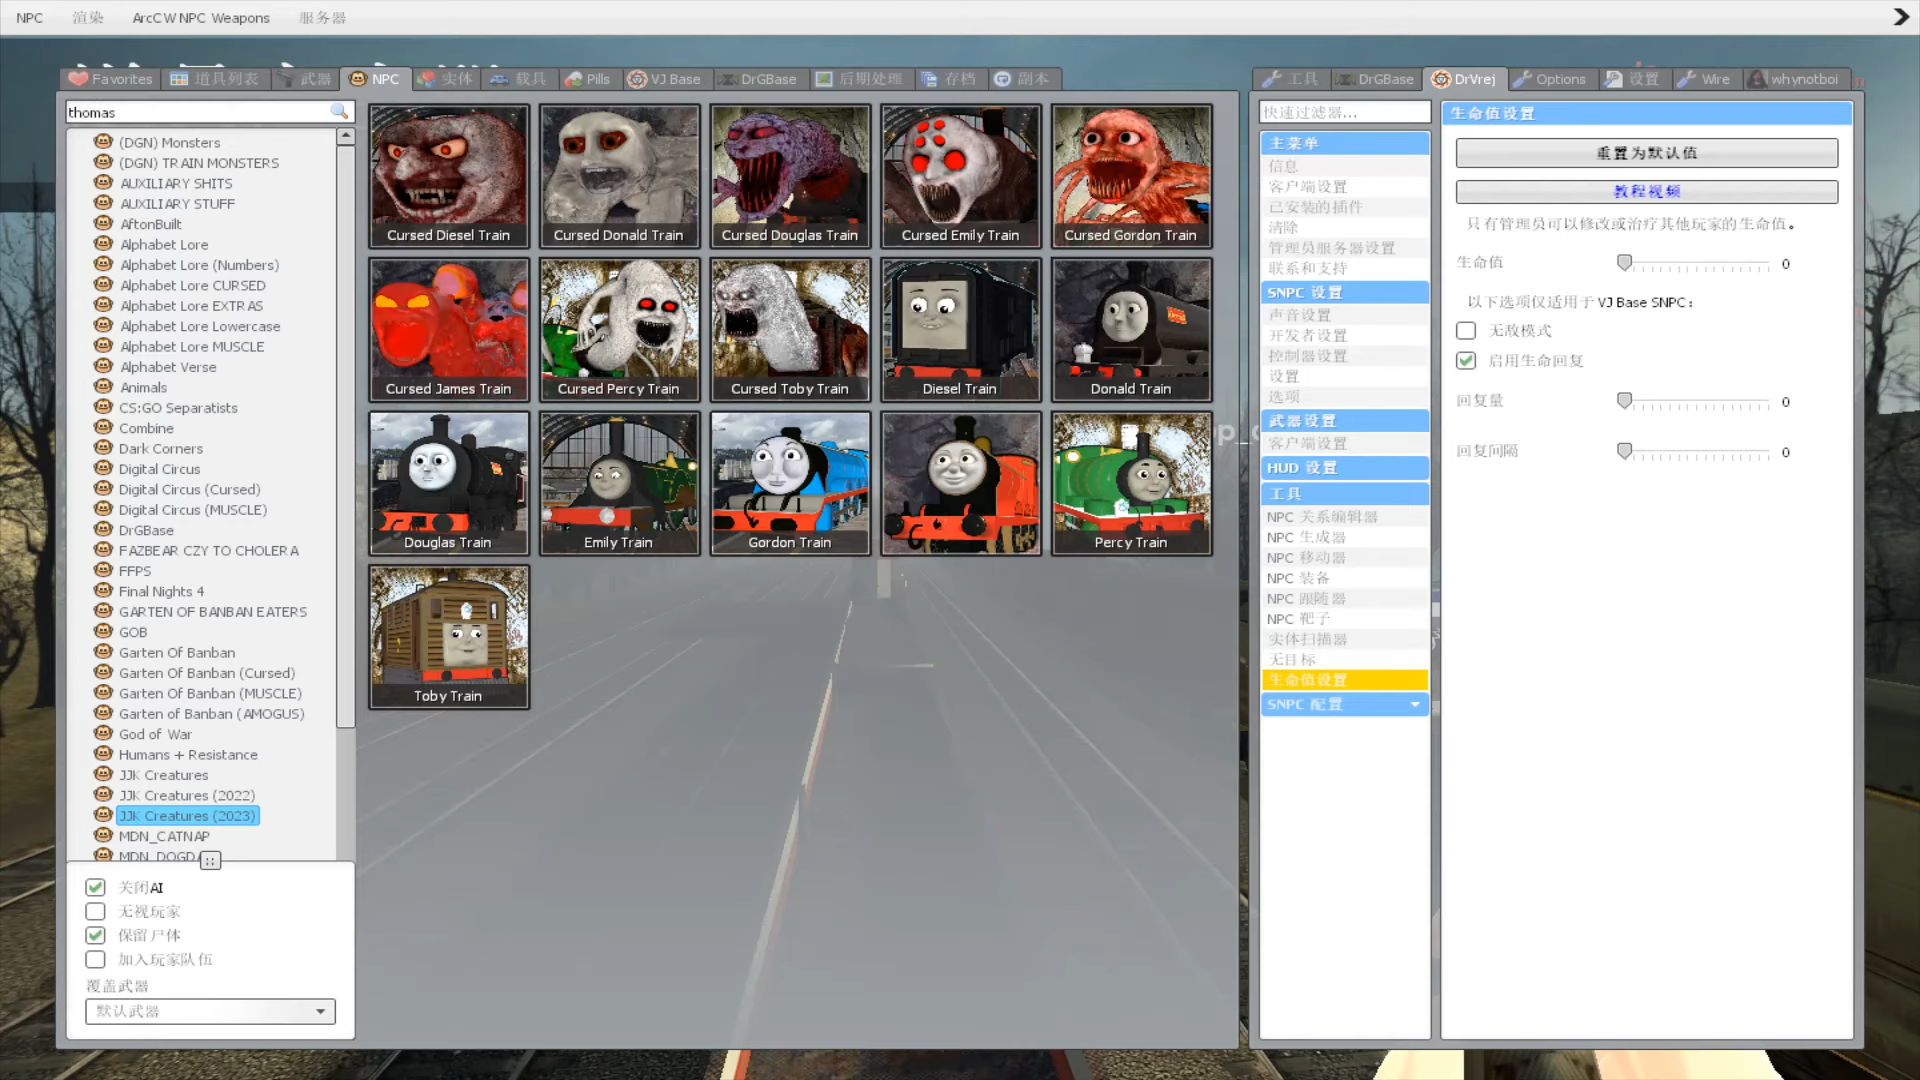 NPC 渲染 ArcCW NPC Weapons 服务器
Favorites 道具列表 武器 NPC 实体 载具 Pills VJ Base DrGBase 后期处理 存档 副本
工具 DrGBase DrVrej Options 设置 Wire whynotboi
thomas
(DGN) Monsters
(DGN) TRAIN MONSTERS
AUXILIARY SHITS
AUXILIARY STUFF
AftonBuilt
Alphabet Lore
Alphabet Lore (Numbers)
Alphabet Lore CURSED
Alphabet Lore EXTRAS
Alphabet Lore Lowercase
Alphabet Lore MUSCLE
Alphabet Verse
Animals
CS:GO Separatists
Combine
Dark Corners
Digital Circus
Digital Circus (Cursed)
Digital Circus (MUSCLE)
DrGBase
FAZBEAR CZY TO CHOLERA
FFPS
Final Nights 4
GARTEN OF BANBAN EATERS
GOB
Garten Of Banban
Garten Of Banban (Cursed)
Garten Of Banban (MUSCLE)
Garten of Banban (AMOGUS)
God of War
Humans + Resistance
JJK Creatures
JJK Creatures (2022)
JJK Creatures (2023)
MDN_CATNAP
关闭AI
无视玩家
保留尸体
加入玩家队伍
覆盖武器
默认武器
Cursed Diesel Train
Cursed Donald Train
Cursed Douglas Train
Cursed Emily Train
Cursed Gordon Train
Cursed James Train
Cursed Percy Train
Cursed Toby Train
Diesel Train
Donald Train
Douglas Train
Emily Train
Gordon Train
Percy Train
Toby Train
快速过滤器...
主菜单
信息
客户端设置
已安装的插件
清除
管理员服务器设置
联系和支持
SNPC 设置
声音设置
开发者设置
控制器设置
设置
选项
武器设置
客户端设置
HUD 设置
工具
NPC 关系编辑器
NPC 生成器
NPC 移动器
NPC 装备
NPC 跟随器
NPC 靶子
实体扫描器
无目标
生命值设置
SNPC 配置
生命值设置
重置为默认值
教程视频
只有管理员可以修改或治疗其他玩家的生命值。
生命值 0
以下选项仅适用于 VJ Base SNPC：
无敌模式
启用生命回复
回复量 0
回复间隔 0